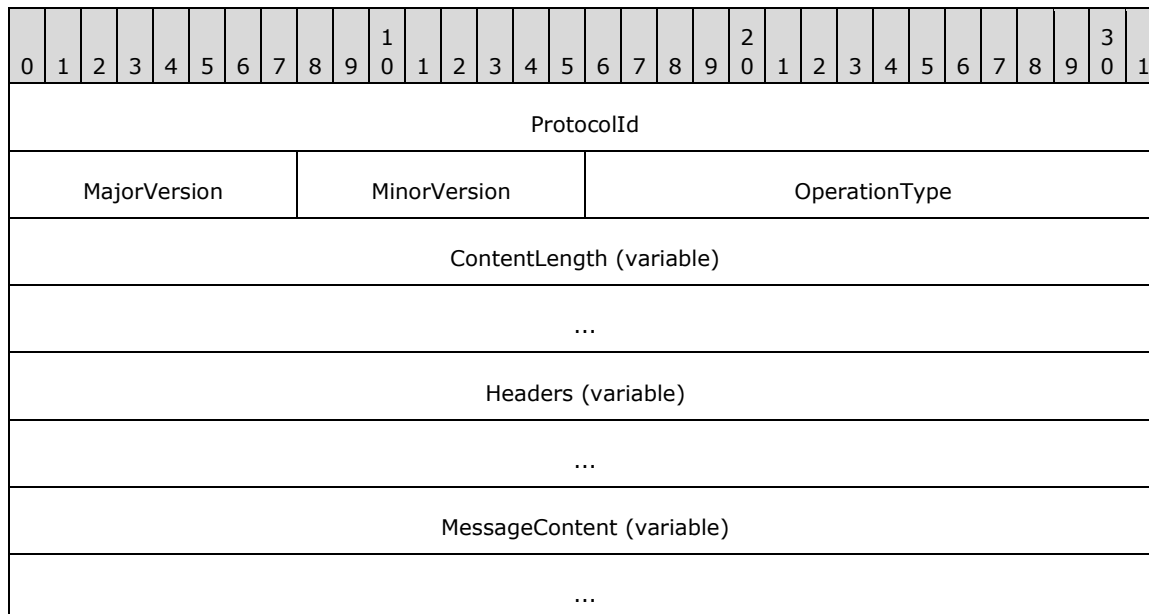 1 2 3
0 1 2 3 4 5 6 7 8 9 0 1 2 3 4 5 6 7 8 9 0 1 2 3 4 5 6 7 8 9 0 1
ProtocolId
MajorVersion MinorVersion OperationType
ContentLength (variable)
...
Headers (variable)
...
MessageContent (variable)
...